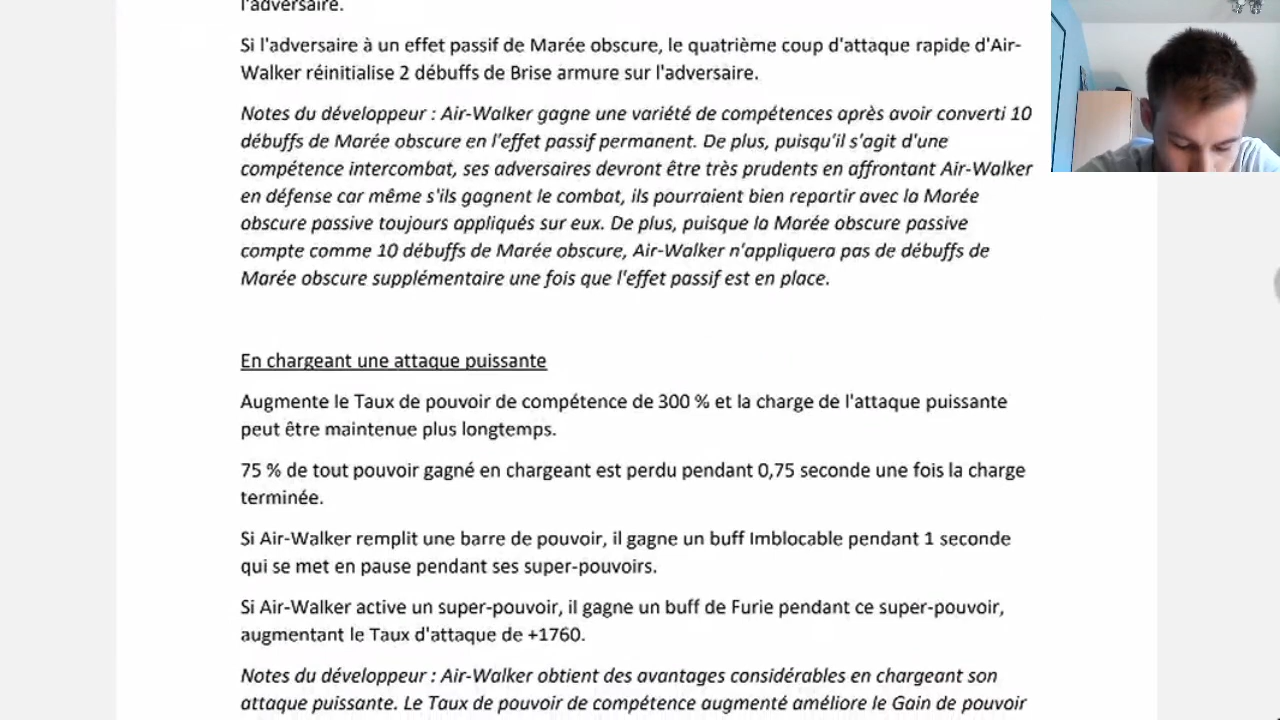 l'adversaire.
Si l'adversaire à un effet passif de Marée obscure, le quatrième coup d'attaque rapide d'Air-
Walker réinitialise 2 débuffs de Brise armure sur l'adversaire.
Notes du développeur : Air-Walker gagne une variété de compétences après avoir converti 10
débuffs de Marée obscure en l'effet passif permanent. De plus, puisqu'il s'agit d'une
compétence intercombat, ses adversaires devront être très prudents en affrontant Air-Walker
en défense car même s'ils gagnent le combat, ils pourraient bien repartir avec la Marée
obscure passive toujours appliqués sur eux. De plus, puisque la Marée obscure passive
compte comme 10 débuffs de Marée obscure, Air-Walker n'appliquera pas de débuffs de
Marée obscure supplémentaire une fois que l'effet passif est en place.
En chargeant une attaque puissante
Augmente le Taux de pouvoir de compétence de 300 % et la charge de l'attaque puissante
peut être maintenue plus longtemps.
75 % de tout pouvoir gagné en chargeant est perdu pendant 0,75 seconde une fois la charge
terminée.
Si Air-Walker remplit une barre de pouvoir, il gagne un buff Imblocable pendant 1 seconde
qui se met en pause pendant ses super-pouvoirs.
Si Air-Walker active un super-pouvoir, il gagne un buff de Furie pendant ce super-pouvoir,
augmentant le Taux d'attaque de +1760.
Notes du développeur : Air-Walker obtient des avantages considérables en chargeant son
attaque puissante. Le Taux de pouvoir de compétence augmenté améliore le Gain de pouvoir